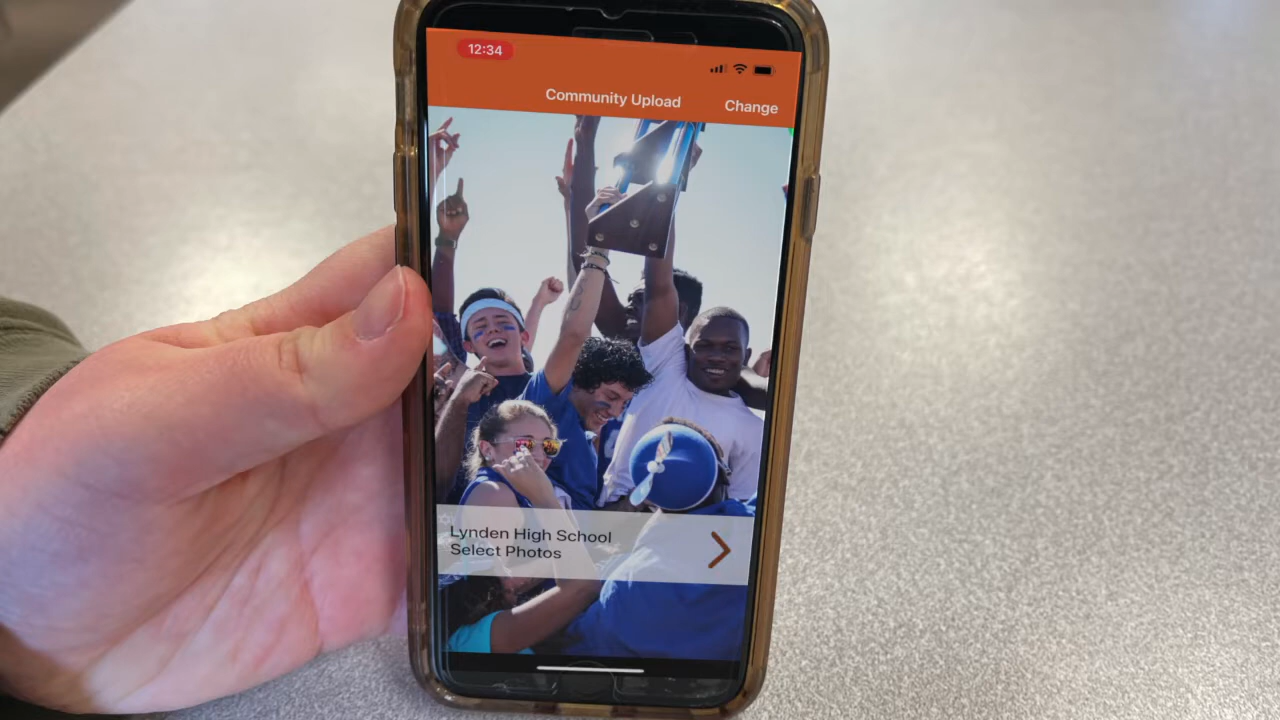 12:34
Community Upload
Change
Lynden High School
Select Photos